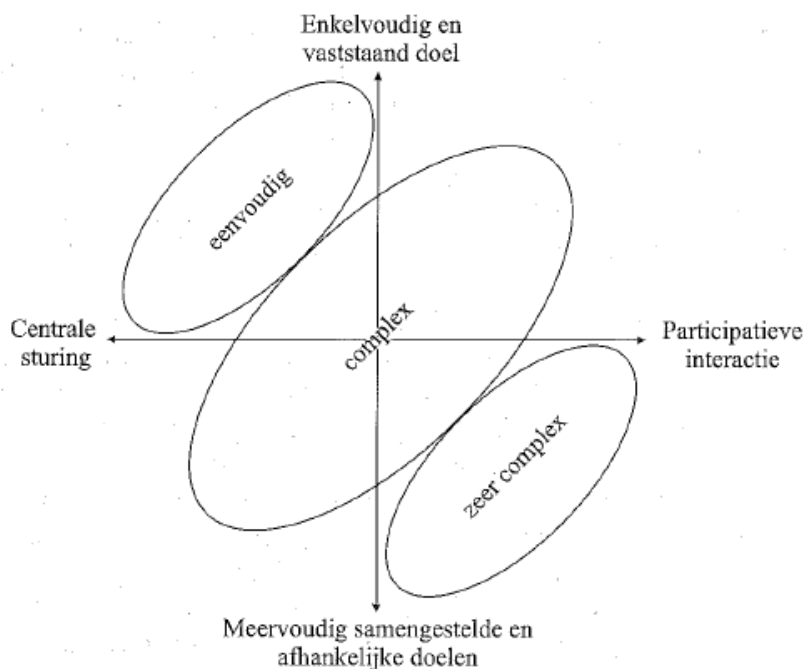 Enkelvoudig en
vaststaand doel
eenvoudig
complex
Centrale
sturing
Participatieve
interactie
zeer complex
Meervoudig samengestelde en
afhankelijke doelen